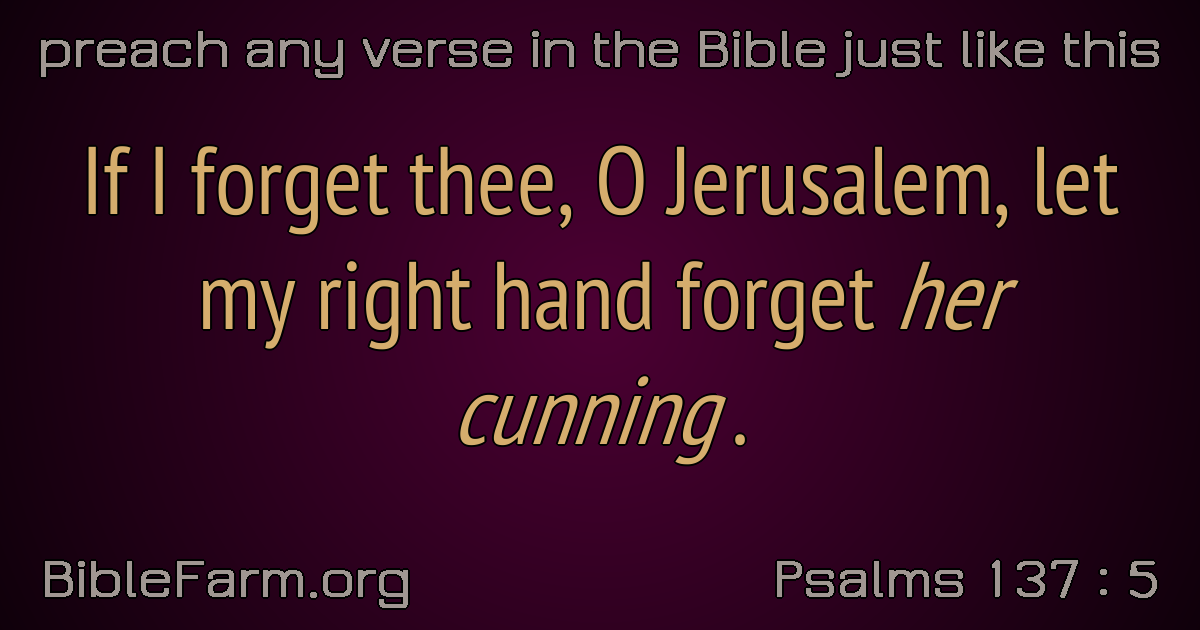 preach any verse in the Bible just like this
If I forget thee, O Jerusalem, let
my right hand forget her
cunning .
BibleFarm.org
Psalms 137 : 5